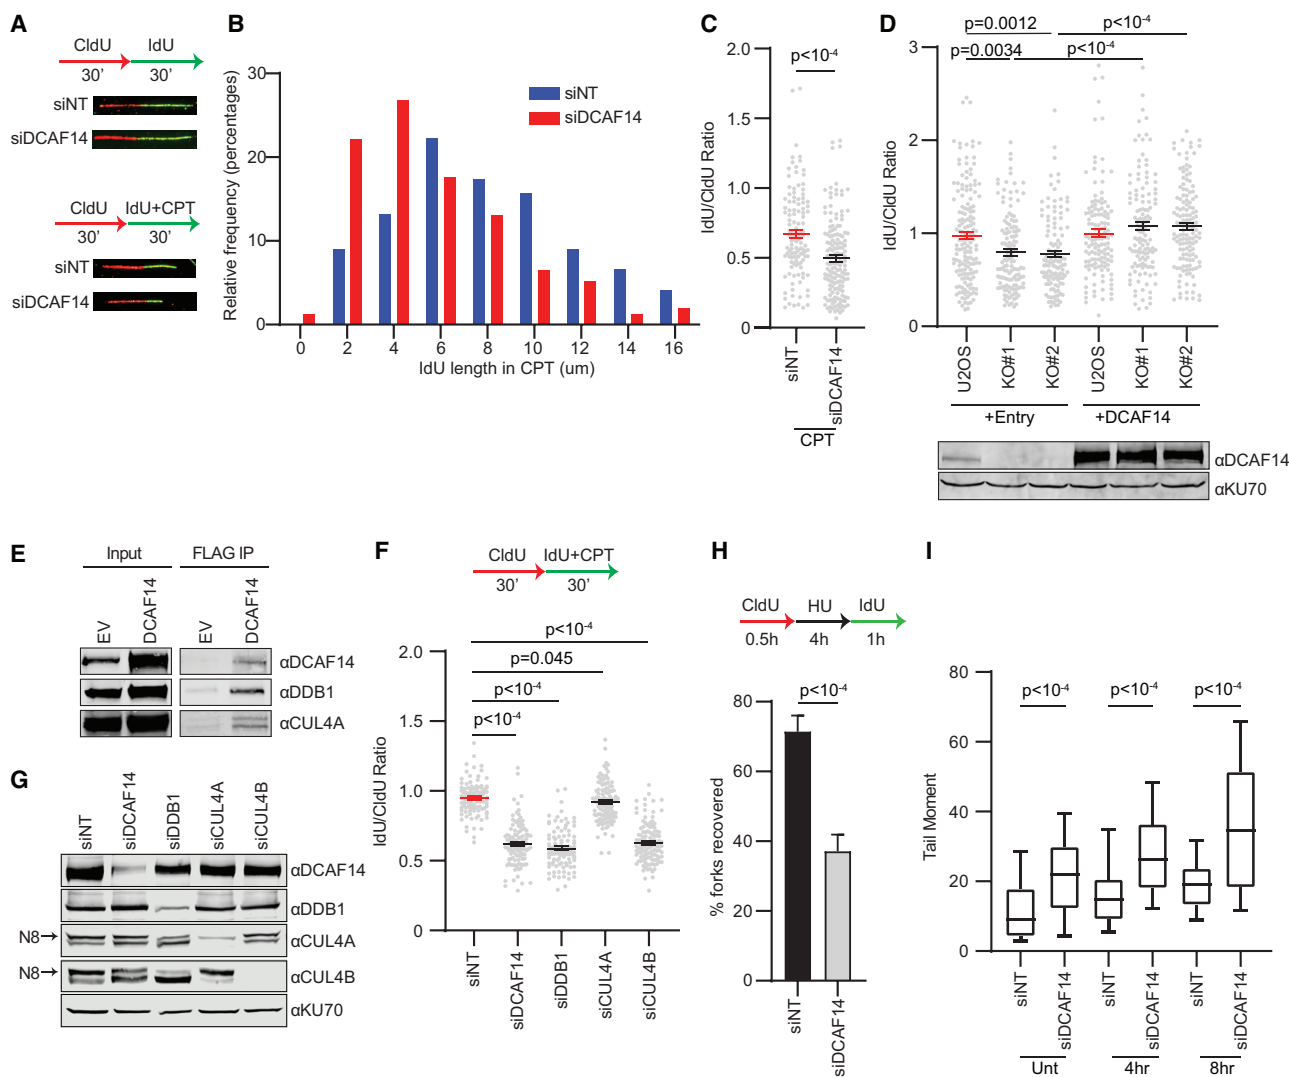 A
CldU IdU
30' 30'
siNT
siDCAF14
CldU IdU+CPT
30' 30'
siNT
siDCAF14
B
siNT
siDCAF14
Relative frequency (percentages)
30
20
10
0
0 2 4 6 8 10 12 14 16
IdU length in CPT (um)
C
p<10-4
IdU/CldU Ratio
2.0
1.5
1.0
0.5
0
siNT
siDCAF14
CPT
D
p=0.0012 p<10-4
p=0.0034 p<10-4
IdU/CldU Ratio
3
2
1
0
U2OS KO#1 KO#2 U2OS KO#1 KO#2
+Entry +DCAF14
αDCAF14
αKU70
E
Input FLAG IP
EV DCAF14 EV DCAF14
αDCAF14
αDDB1
αCUL4A
F
CldU IdU+CPT
30' 30'
p<10-4
p=0.045
p<10-4
p<10-4
IdU/CldU Ratio
2.0
1.5
1.0
0.5
0
siNT siDCAF14 siDDB1 siCUL4A siCUL4B
G
siNT siDCAF14 siDDB1 siCUL4A siCUL4B
αDCAF14
αDDB1
N8 αCUL4A
N8 αCUL4B
αKU70
H
CldU HU IdU
0.5h 4h 1h
p<10-4
% forks recovered
80
60
40
20
0
siNT
siDCAF14
I
p<10-4 p<10-4 p<10-4
Tail Moment
80
60
40
20
0
siNT siDCAF14 siNT siDCAF14 siNT siDCAF14
Unt 4hr 8hr